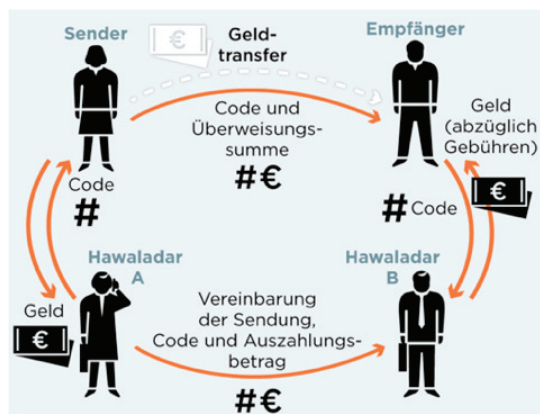 Sender
€
Geld-
transfer
Empfänger
Code und
Überweisungs-
summe
#€
Geld
(abzüglich
Gebühren)
€
Code
#
# Code
Hawaladar
A
Hawaladar
B
Geld
€
Vereinbarung
der Sendung,
Code und Auszahlungs-
betrag
#€